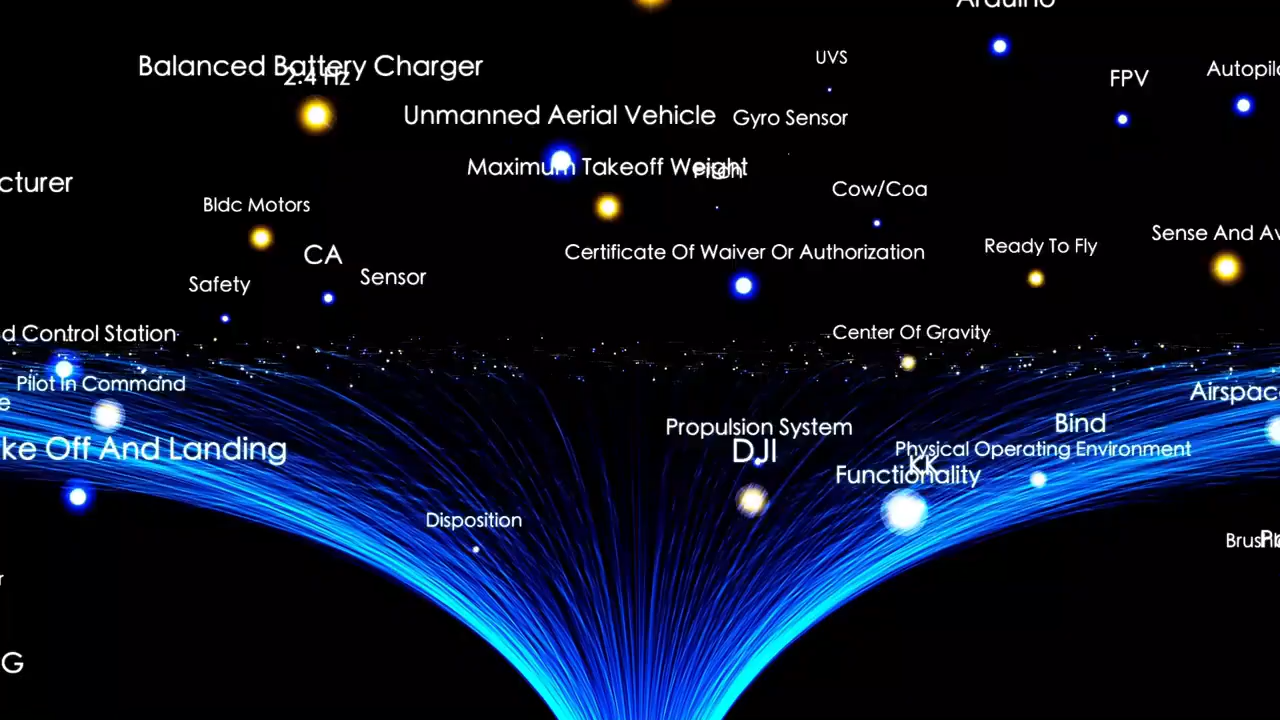 Arduino
Balanced Battery Charger
2.4 Hz
UVS
FPV
Autopilo
Unmanned Aerial Vehicle
Gyro Sensor
Maximum Takeoff Weight
Pitch
cturer
Cow/Coa
Bldc Motors
CA
Certificate Of Waiver Or Authorization
Ready To Fly
Sense And Av
Safety
Sensor
d Control Station
Center Of Gravity
Pilot In Command
Airspac
e
Propulsion System
Bind
ke Off And Landing
DJI
Physical Operating Environment
KK
Functionality
Disposition
r
G